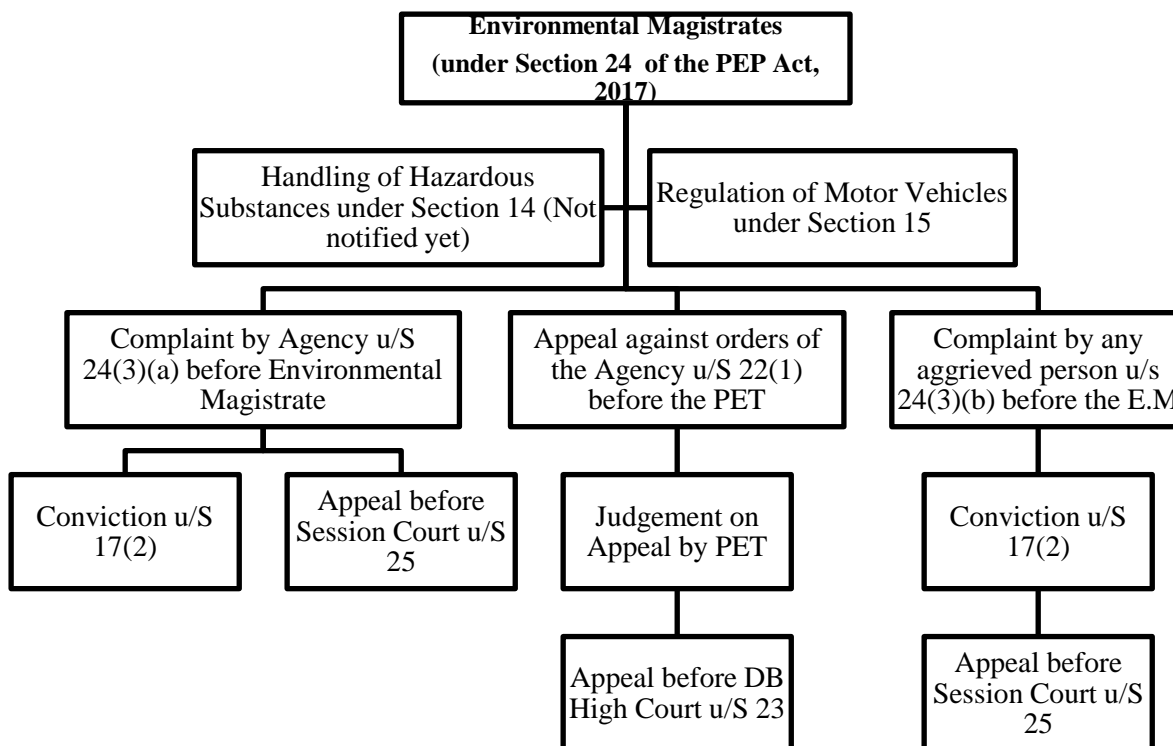 Environmental Magistrates
(under Section 24 of the PEP Act,
2017)
Handling of Hazardous
Substances under Section 14 (Not
notified yet)
Regulation of Motor Vehicles
under Section 15
Complaint by Agency u/S
24(3)(a) before Environmental
Magistrate
Appeal against orders of
the Agency u/S 22(1)
before the PET
Complaint by any
aggrieved person u/s
24(3)(b) before the E.M
Conviction u/S
17(2)
Appeal before
Session Court u/S
25
Judgement on
Appeal by PET
Conviction u/S
17(2)
Appeal before DB
High Court u/S 23
Appeal before
Session Court u/S
25